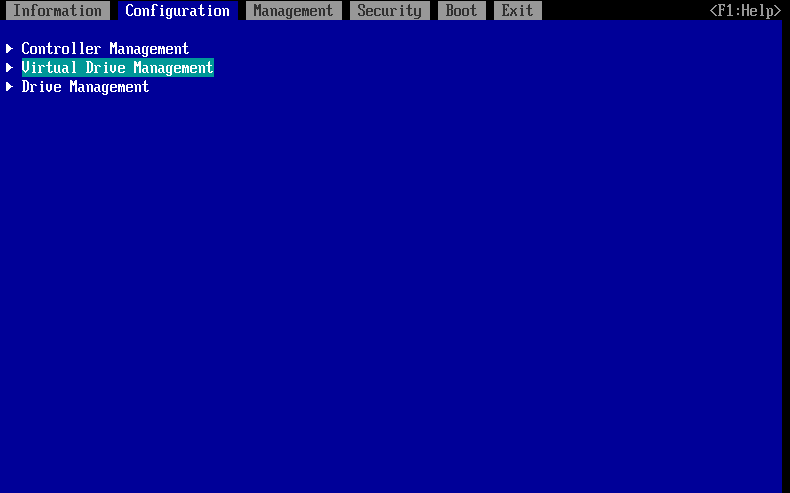 Information Configuration Management Security Boot Exit <F1:Help>
Controller Management
Virtual Drive Management
Drive Management